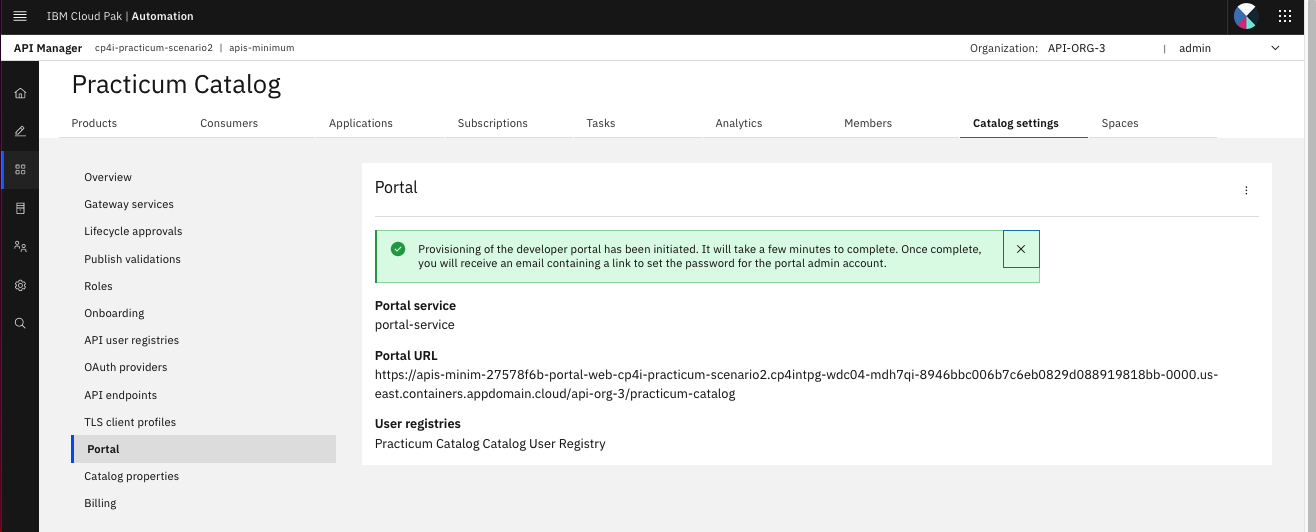 IBM Cloud Pak | Automation
API Manager cp4i-practicum-scenario2 | apis-minimum Organization: API-ORG-3 | admin
Practicum Catalog
Products Consumers Applications Subscriptions Tasks Analytics Members Catalog settings Spaces
Overview
Gateway services
Lifecycle approvals
Publish validations
Roles
Onboarding
API user registries
OAuth providers
API endpoints
TLS client profiles
Portal
Catalog properties
Billing
Portal
Provisioning of the developer portal has been initiated. It will take a few minutes to complete. Once complete,
you will receive an email containing a link to set the password for the portal admin account.
Portal service
portal-service
Portal URL
https://apis-minim-27578f6b-portal-web-cp4i-practicum-scenario2.cp4intpg-wdc04-mdh7qi-8946bbc006b7c6eb0829d088919818bb-0000.us-
east.containers.appdomain.cloud/api-org-3/practicum-catalog
User registries
Practicum Catalog Catalog User Registry